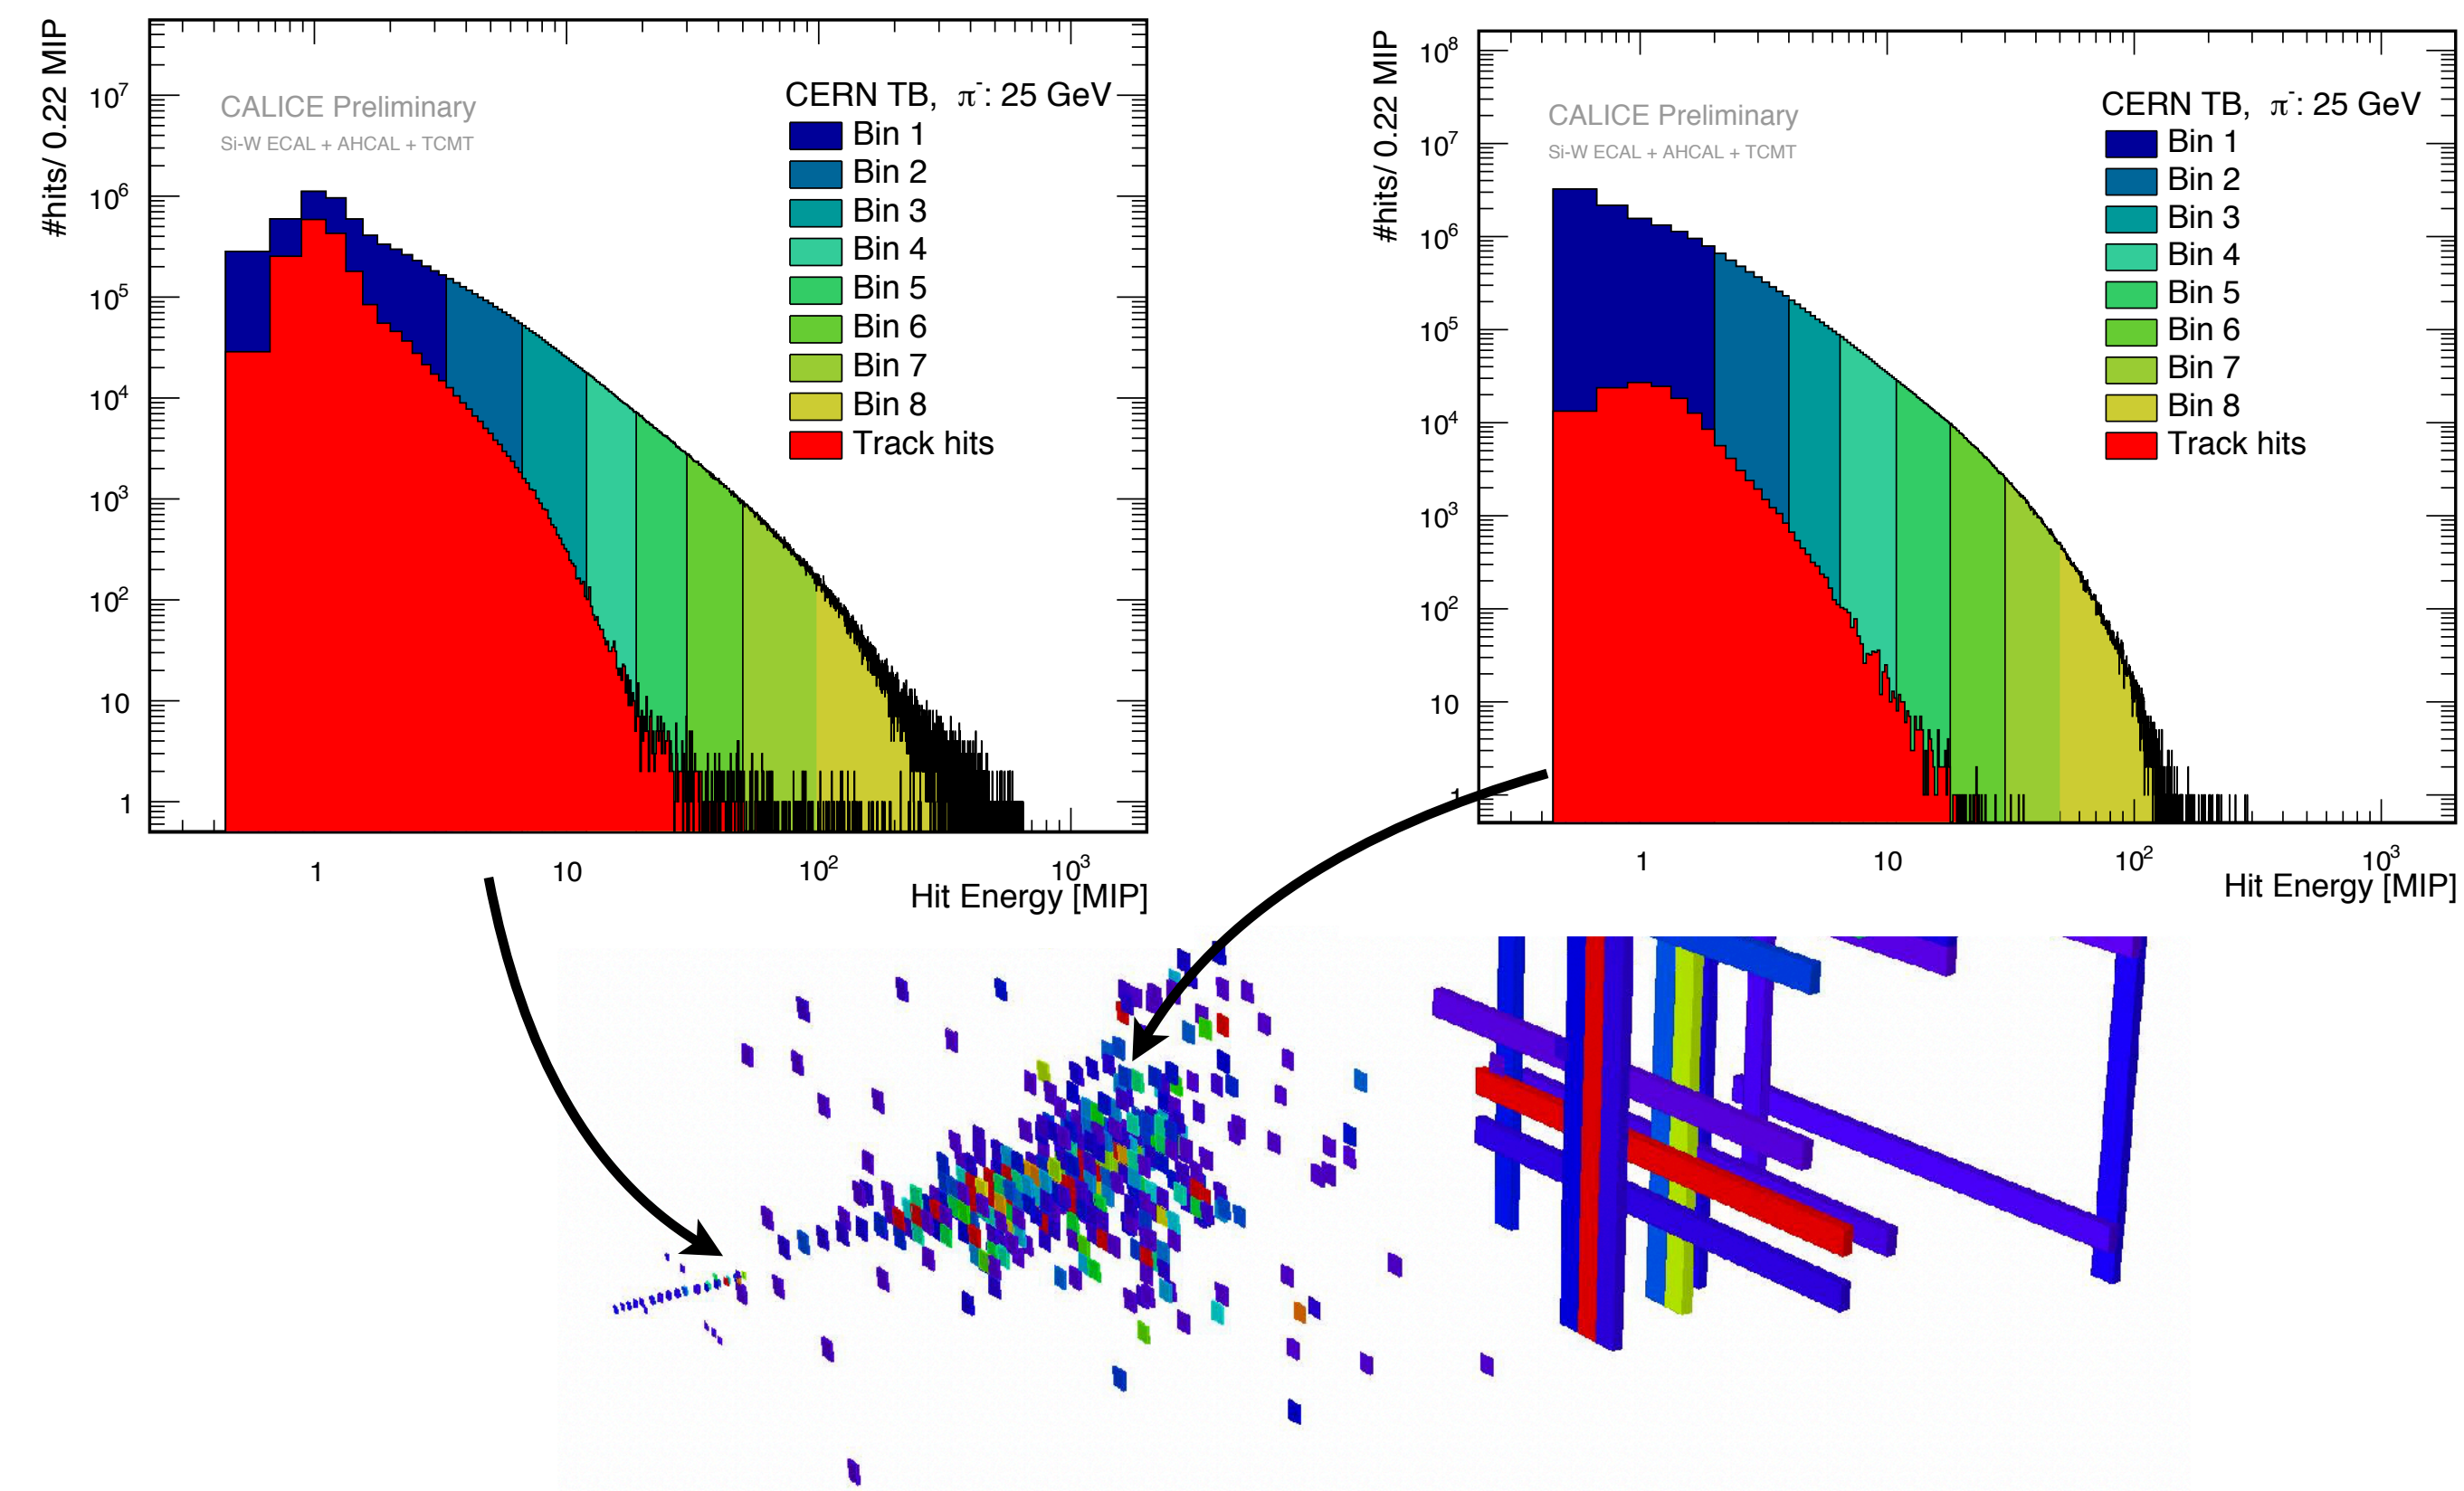 #hits/ 0.22 MIP
10⁷
10⁶
10⁵
10⁴
10³
10²
10
1
CALICE Preliminary
Si-W ECAL + AHCAL + TCMT
CERN TB, π⁻: 25 GeV
Bin 1
Bin 2
Bin 3
Bin 4
Bin 5
Bin 6
Bin 7
Bin 8
Track hits
1 10 10² 10³
Hit Energy [MIP]
#hits/ 0.22 MIP
10⁸
10⁷
10⁶
10⁵
10⁴
10³
10²
10
1
CALICE Preliminary
Si-W ECAL + AHCAL + TCMT
CERN TB, π⁻: 25 GeV
Bin 1
Bin 2
Bin 3
Bin 4
Bin 5
Bin 6
Bin 7
Bin 8
Track hits
1 10 10² 10³
Hit Energy [MIP]